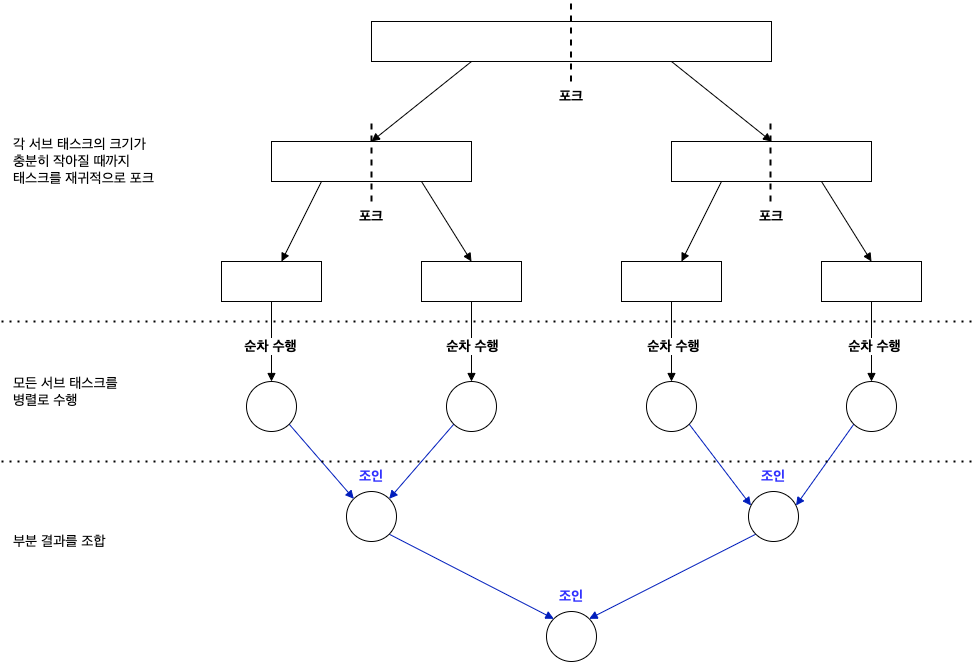 포크
각 서브 태스크의 크기가
충분히 작아질 때까지
태스크를 재귀적으로 포크
포크
포크
순차 수행
순차 수행
순차 수행
순차 수행
모든 서브 태스크를
병렬로 수행
조인
조인
부분 결과를 조합
조인